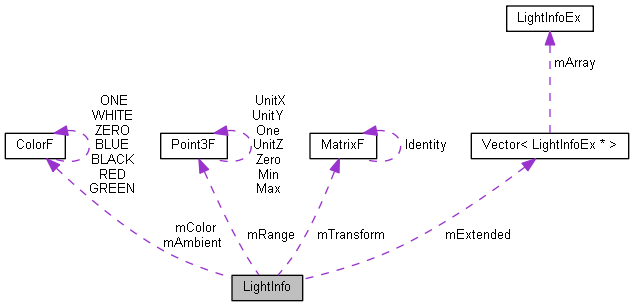 LightInfoEx
mArray
ONE
WHITE
ZERO
BLUE
BLACK
RED
GREEN
UnitX
UnitY
One
UnitZ
Zero
Min
Max
ColorF
Point3F
MatrixF
Identity
Vector< LightInfoEx * >
mColor
mAmbient
mRange
mTransform
mExtended
LightInfo